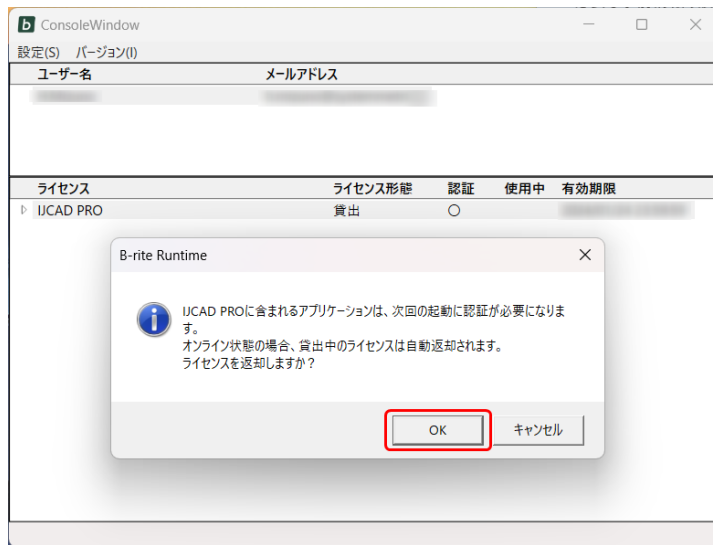 b ConsoleWindow
設定(S) バージョン(I)
ユーザー名 メールアドレス
ライセンス ライセンス形態 認証 使用中 有効期限
IJCAD PRO 貸出 〇
B-rite Runtime
IJCAD PROに含まれるアプリケーションは、次回の起動に認証が必要になりま
す。
オンライン状態の場合、貸出中のライセンスは自動返却されます。
ライセンスを返却しますか？
OK キャンセル